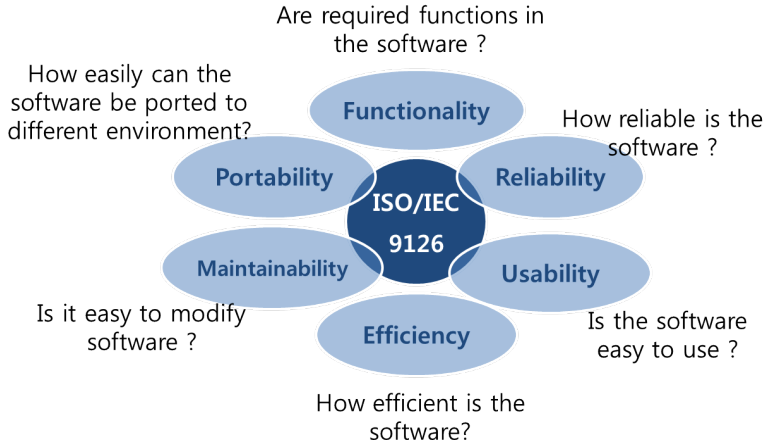 Are required functions in
the software ?
How easily can the
software be ported to
different environment?
Functionality
How reliable is the
software ?
Portability
Reliability
ISO/IEC
9126
Maintainability
Usability
Is it easy to modify
software ?
Efficiency
Is the software
easy to use ?
How efficient is the
software?